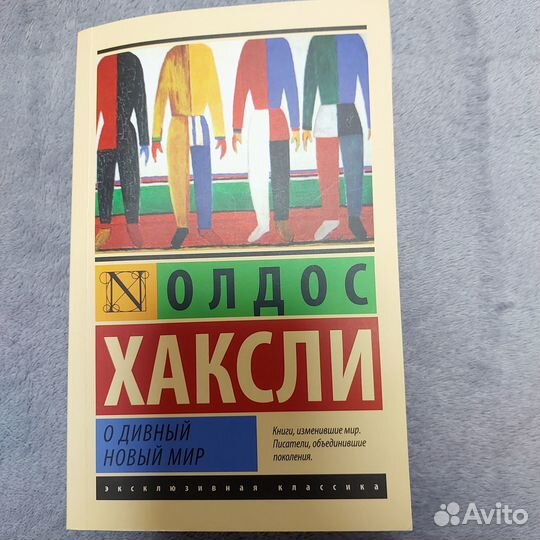 N
ОЛДОС
ХАКСЛИ
О ДИВНЫЙ
НОВЫЙ МИР
Книги, изменившие мир.
Писатели, объединившие
поколения.
эксклюзивная классика
Avito